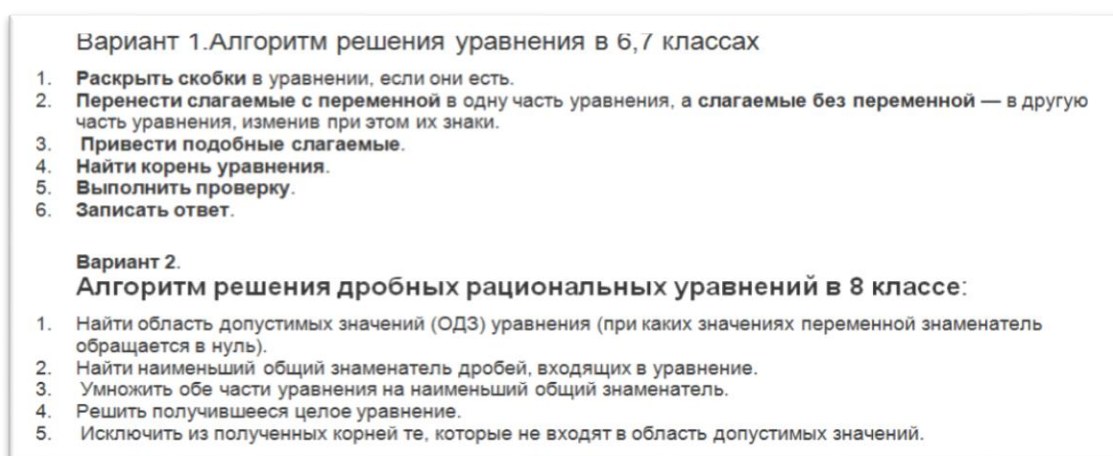 Вариант 1.Алгоритм решения уравнения в 6,7 классах
1. Раскрыть скобки в уравнении, если они есть.
2. Перенести слагаемые с переменной в одну часть уравнения, а слагаемые без переменной — в другую
часть уравнения, изменив при этом их знаки.
3. Привести подобные слагаемые.
4. Найти корень уравнения.
5. Выполнить проверку.
6. Записать ответ.
Вариант 2.
Алгоритм решения дробных рациональных уравнений в 8 классе:
1. Найти область допустимых значений (ОДЗ) уравнения (при каких значениях переменной знаменатель
обращается в нуль).
2. Найти наименьший общий знаменатель дробей, входящих в уравнение.
3. Умножить обе части уравнения на наименьший общий знаменатель.
4. Решить получившееся целое уравнение.
5. Исключить из полученных корней те, которые не входят в область допустимых значений.